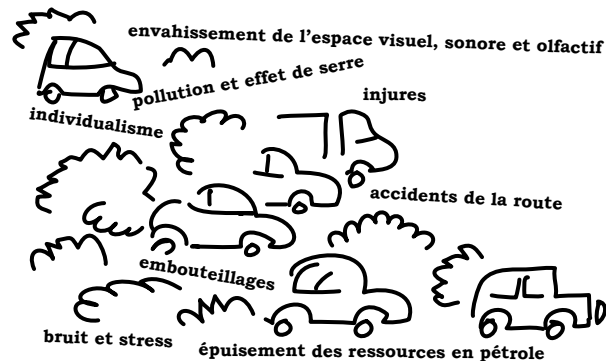 envahissement de l'espace visuel, sonore et olfactif
pollution et effet de serre
injures
individualisme
accidents de la route
embouteillages
bruit et stress
épuisement des ressources en pétrole